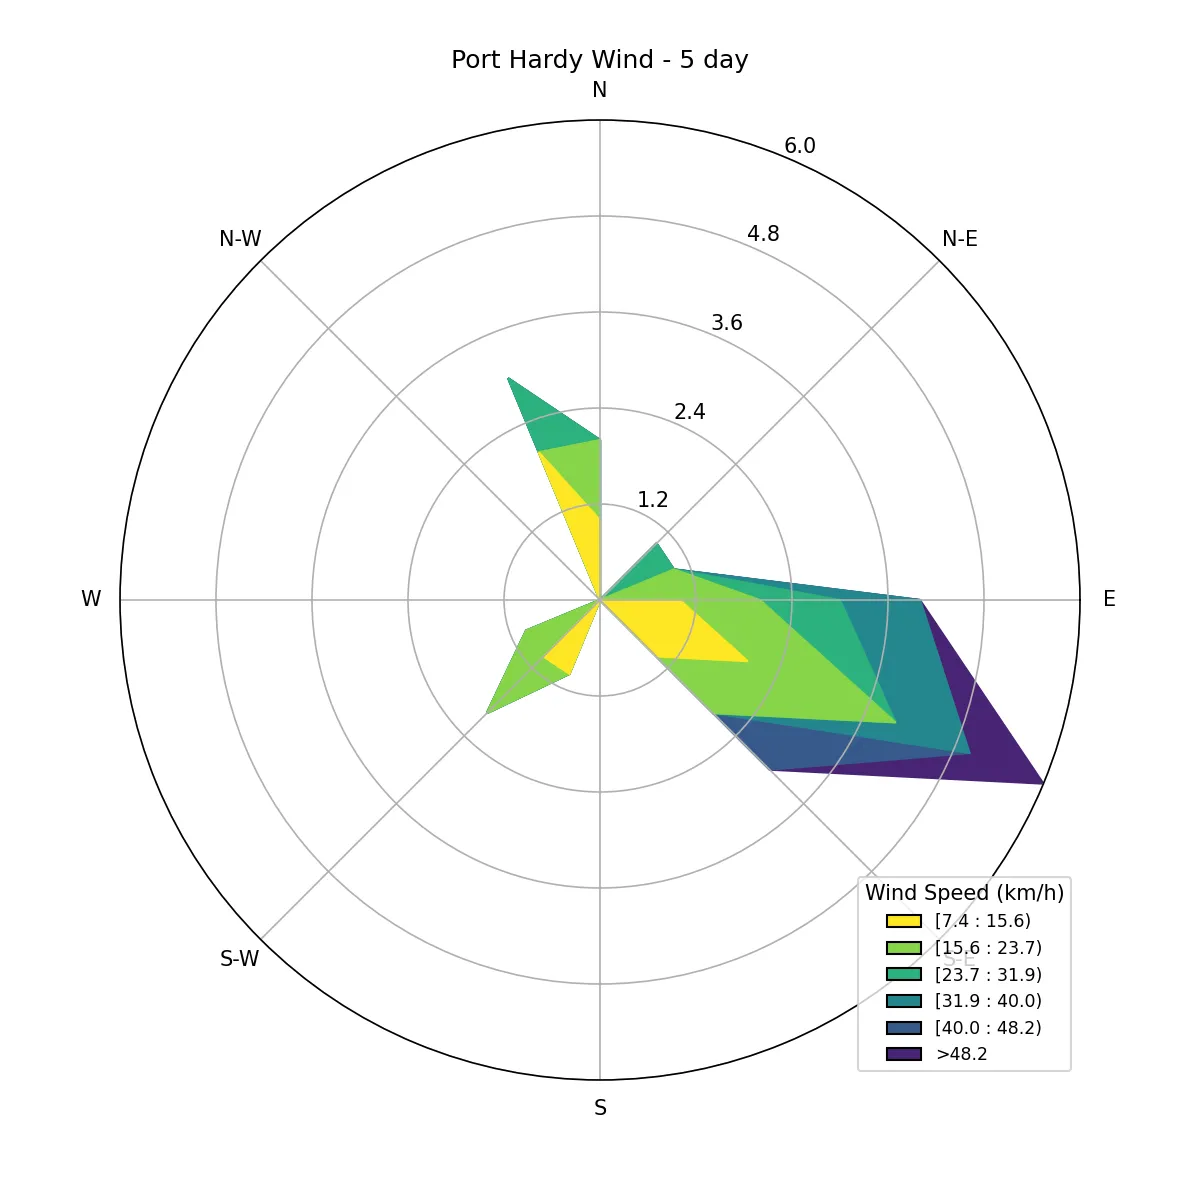 Port Hardy Wind - 5 day
N
6.0
N-W
4.8
N-E
3.6
2.4
1.2
W
E
Wind Speed (km/h)
[7.4 : 15.6)
[15.6 : 23.7)
S-W
S-E
[23.7 : 31.9)
[31.9 : 40.0)
[40.0 : 48.2)
>48.2
S